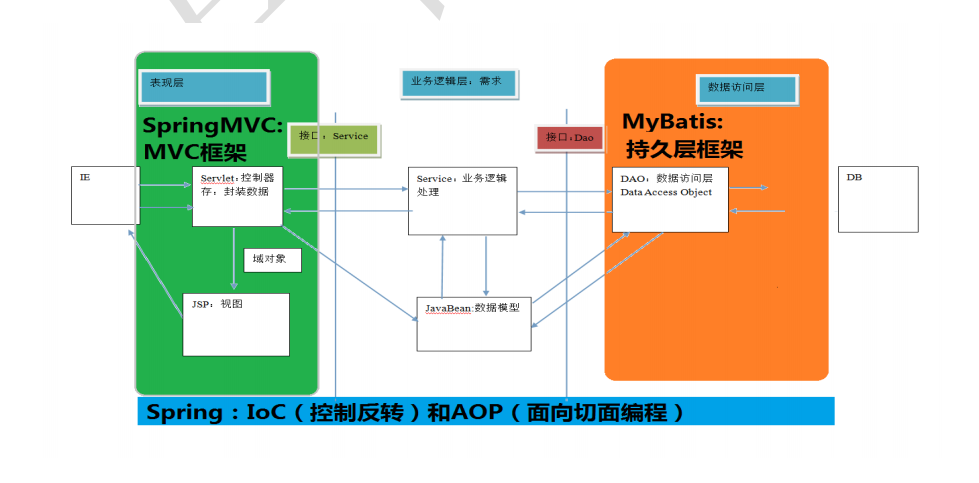 表现层
业务逻辑层：需求
数据访问层
SpringMVC:
MVC框架
接口：Service
接口：Dao
MyBatis:
持久层框架
IE
Servlet：控制器
存：封装数据
Service：业务逻辑
处理
DAO：数据访问层
Data Access Object
DB
域对象
JSP：视图
JavaBean:数据模型
Spring：IoC（控制反转）和AOP（面向切面编程）